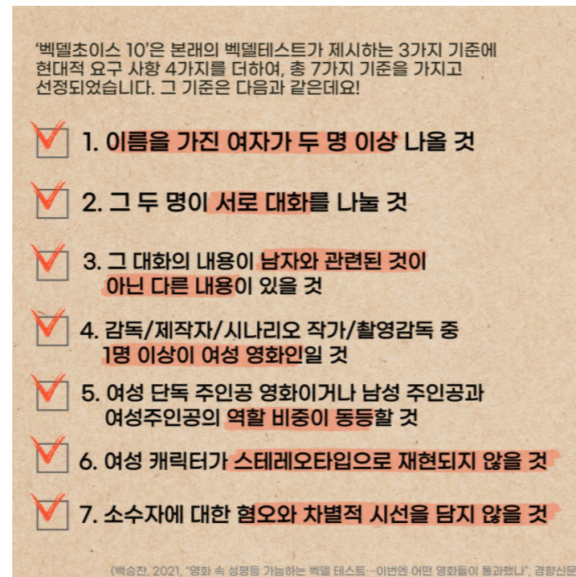 ‘벡델초이스 10’은 본래의 벡델테스트가 제시하는 3가지 기준에
현대적 요구 사항 4가지를 더하여, 총 7가지 기준을 가지고
선정되었습니다. 그 기준은 다음과 같은데요!
1. 이름을 가진 여자가 두 명 이상 나올 것
2. 그 두 명이 서로 대화를 나눌 것
3. 그 대화의 내용이 남자와 관련된 것이
아닌 다른 내용이 있을 것
4. 감독/제작자/시나리오 작가/촬영감독 중
1명 이상이 여성 영화인일 것
5. 여성 단독 주인공 영화이거나 남성 주인공과
여성주인공의 역할 비중이 동등할 것
6. 여성 캐릭터가 스테레오타입으로 재현되지 않을 것
7. 소수자에 대한 혐오와 차별적 시선을 담지 않을 것
(백승찬, 2021, “영화 속 성평등 가늠하는 벡델 테스트…이번엔 어떤 영화들이 통과했나”, 경향신문